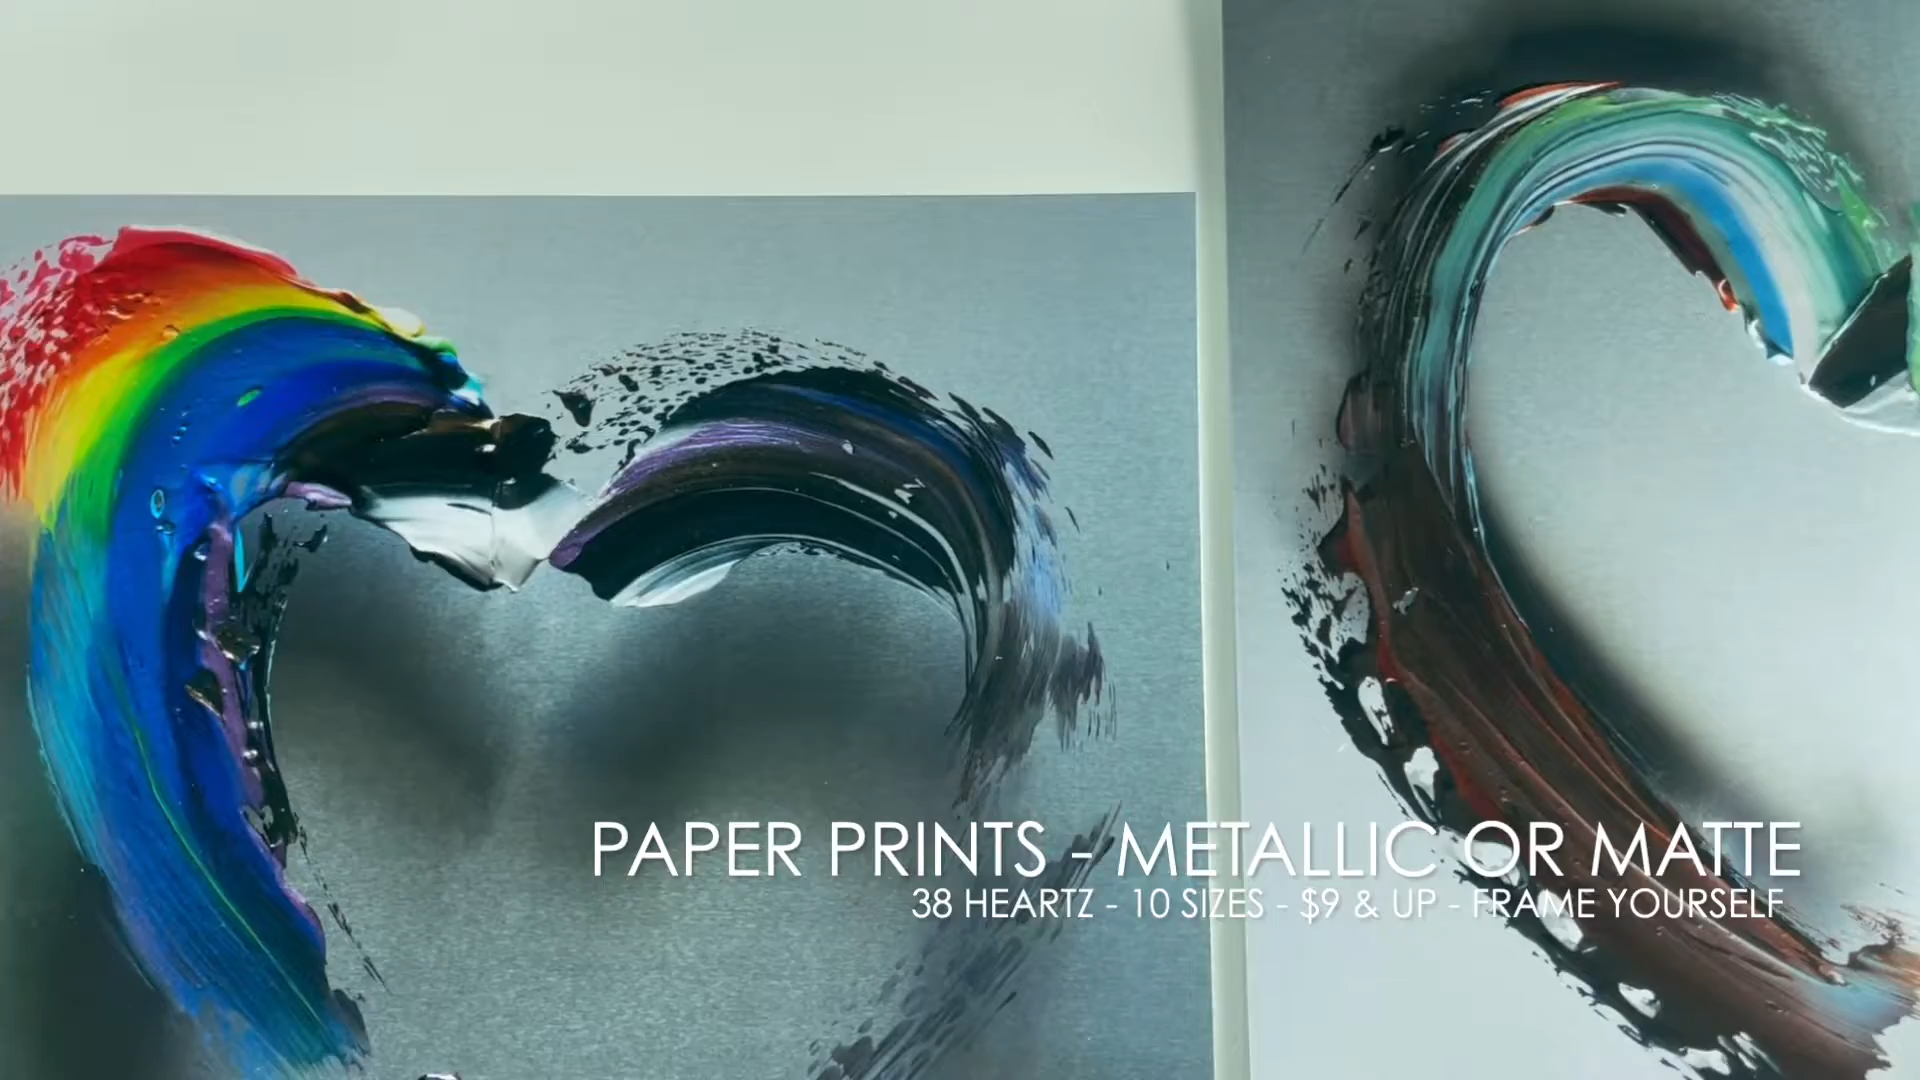 PAPER PRINTS - METALLIC OR MATTE
38 HEARTZ - 10 SIZES - $9 & UP - FRAME YOURSELF